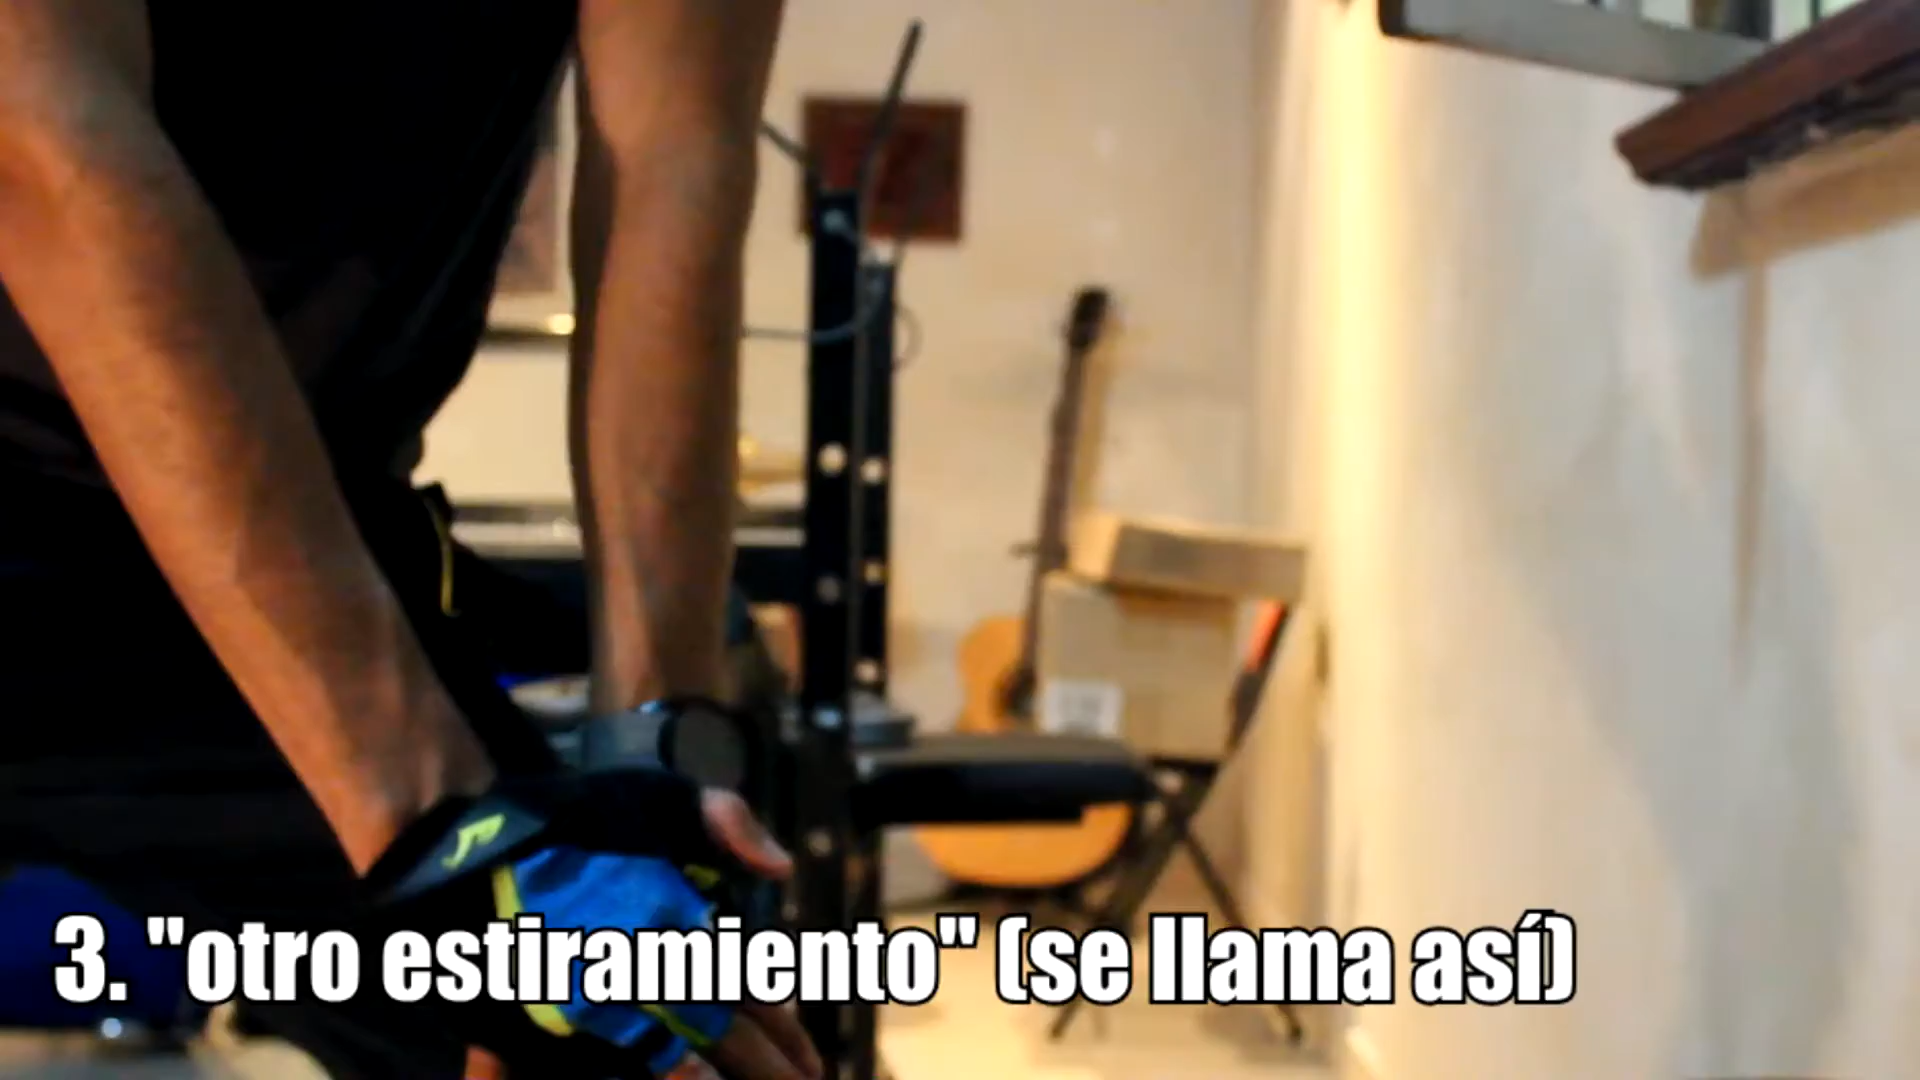 3. "otro estiramiento" (se llama así)